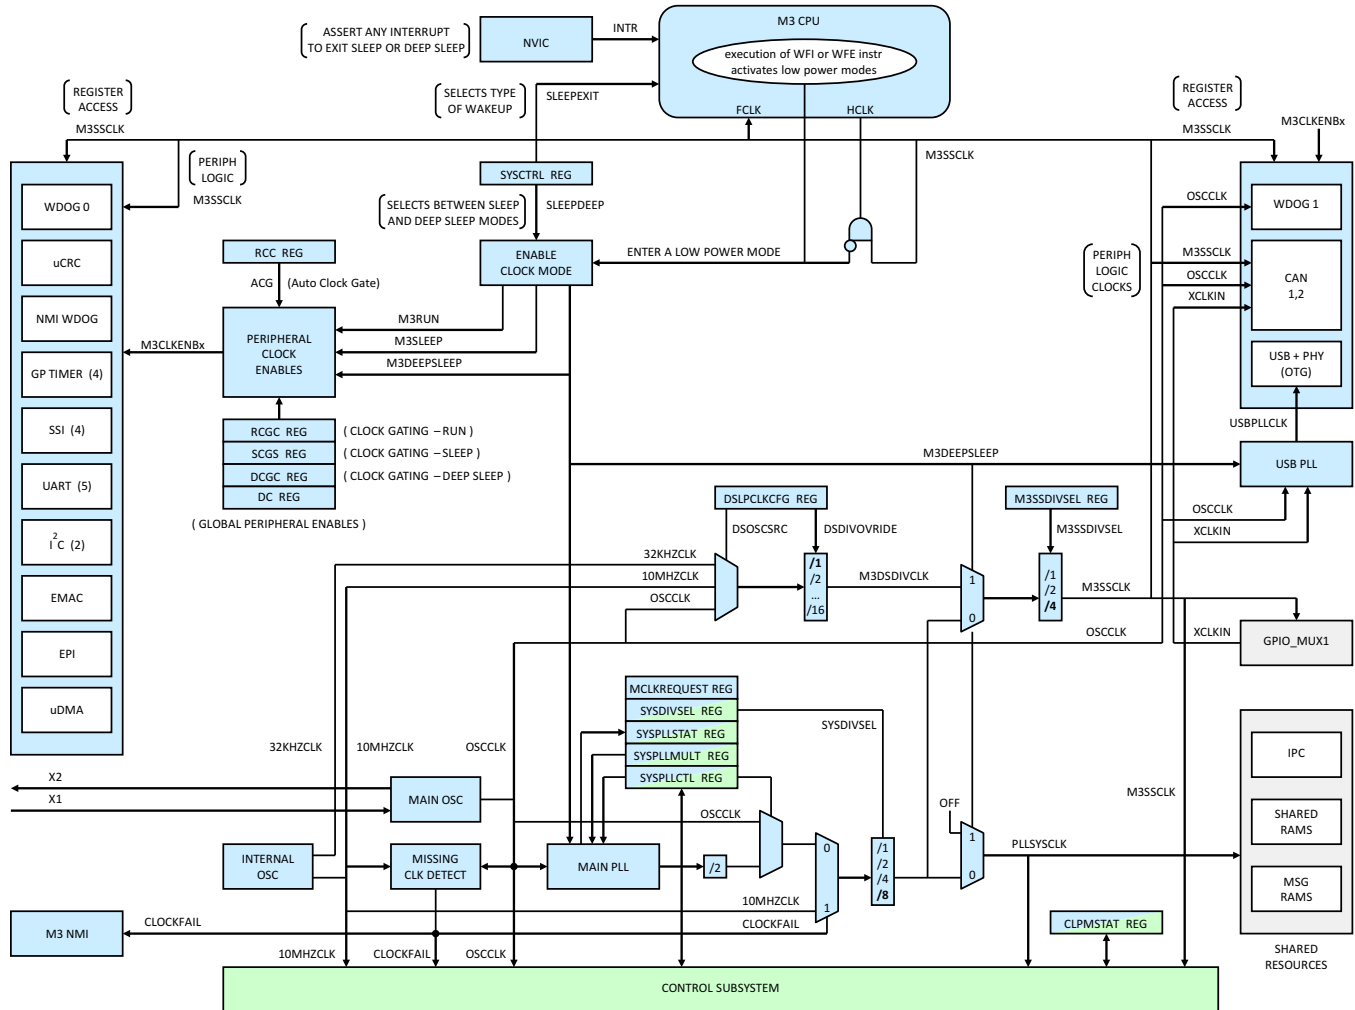 M3 CPU
ASSERT ANY INTERRUPT
TO EXIT SLEEP OR DEEP SLEEP
NVIC
INTR
execution of WFI or WFE instr
activates low power modes
REGISTER
ACCESS
SELECTS TYPE
OF WAKEUP
SLEEPEXIT
FCLK
HCLK
REGISTER
ACCESS
M3SSCLK
M3SSCLK
M3CLKENBx
M3SSCLK
PERIPH
LOGIC
M3SSCLK
SYSCTRL REG
SELECTS BETWEEN SLEEP
AND DEEP SLEEP MODES
SLEEPDEEP
WDOG 0
OSCCLK
WDOG 1
RCC REG
ENABLE
CLOCK MODE
ENTER A LOW POWER MODE
PERIPH
LOGIC
CLOCKS
M3SSCLK
OSCCLK
XCLKIN
CAN
1,2
uCRC
ACG
(Auto Clock Gate)
NMI WDOG
M3RUN
M3SLEEP
M3DEEPSLEEP
PERIPHERAL
CLOCK
ENABLES
M3CLKENBx
USB + PHY
(OTG)
GP TIMER (4)
USBPLLCLK
SSI (4)
RCGC REG
( CLOCK GATING – RUN )
SCGS REG
( CLOCK GATING – SLEEP )
DCGC REG
( CLOCK GATING – DEEP SLEEP )
DC REG
( GLOBAL PERIPHERAL ENABLES )
M3DEEPSLEEP
USB PLL
UART (5)
DSLPCLKCFG REG
M3SSDIVSEL REG
OSCCLK
XCLKIN
DSOSCSRC
DSDIVOVRIDE
M3SSDIVSEL
I2C (2)
32KHZCLK
10MHZCLK
OSCCLK
/1
/2
...
/16
M3DSDIVCLK
1
0
/1
/2
/4
M3SSCLK
EMAC
OSCCLK
XCLKIN
GPIO_MUX1
EPI
MCLKREQUEST REG
SYSDIVSEL REG
SYSPLLSTAT REG
SYSPLLMULT REG
SYSPLLCTL REG
SYSDIVSEL
uDMA
32KHZCLK
10MHZCLK
OSCCLK
IPC
X2
X1
MAIN OSC
M3SSCLK
OFF
OSCCLK
SHARED
RAMS
INTERNAL
OSC
MISSING
CLK DETECT
MAIN PLL
/2
0
1
/1
/2
/4
/8
1
0
PLLSYSCLK
MSG
RAMS
10MHZCLK
CLOCKFAIL
M3 NMI
CLOCKFAIL
CLPMSTAT REG
10MHZCLK
CLOCKFAIL
OSCCLK
SHARED
RESOURCES
CONTROL SUBSYSTEM